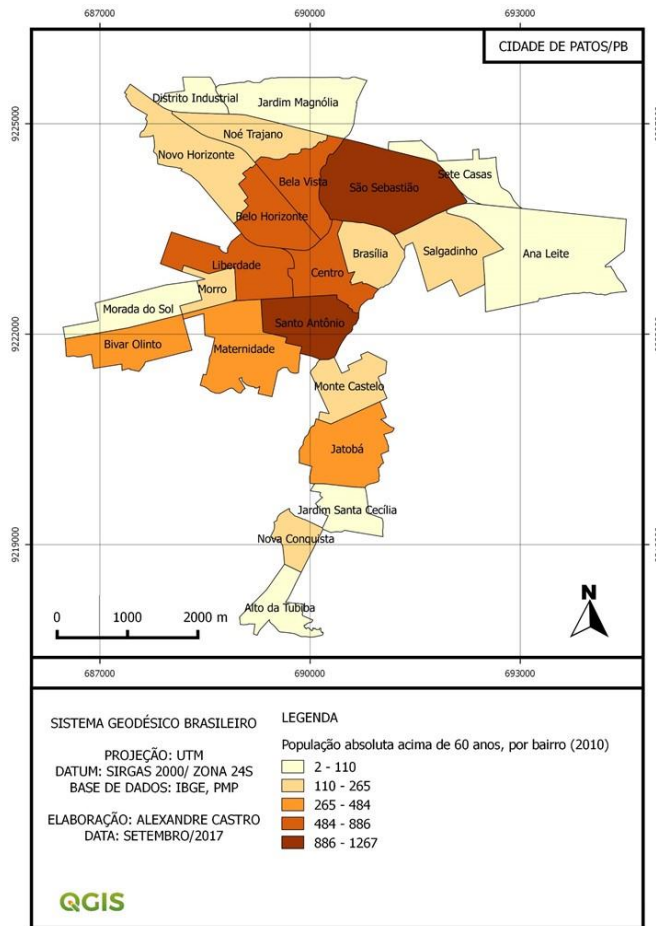 687000 690000 693000
CIDADE DE PATOS/PB
Distrito Industrial
Jardim Magnólia
9225000
Noé Trajano
Novo Horizonte
Bela Vista
São Sebastião
Sete Casas
Belo Horizonte
Brasília
Salgadinho
Ana Leite
Liberdade
Centro
Morro
Morada do Sol
Santo Antônio
9222000
Bivar Olinto
Maternidade
Monte Castelo
Jatobá
Jardim Santa Cecília
9219000
Nova Conquista
Alto da Tubiba
N
0 1000 2000 m
687000 690000 693000
SISTEMA GEODÉSICO BRASILEIRO
PROJEÇÃO: UTM
DATUM: SIRGAS 2000/ ZONA 24S
BASE DE DADOS: IBGE, PMP
ELABORAÇÃO: ALEXANDRE CASTRO
DATA: SETEMBRO/2017
LEGENDA
População absoluta acima de 60 anos, por bairro (2010)
2 - 110
110 - 265
265 - 484
484 - 886
886 - 1267
QGIS